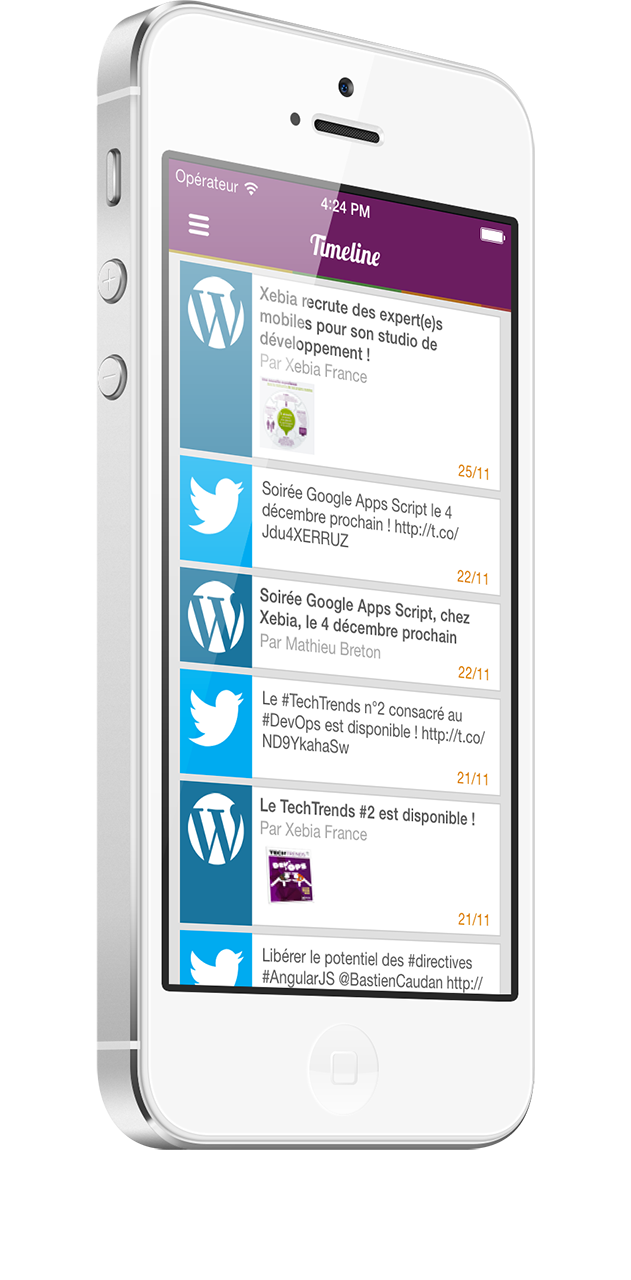 Opérateur
4:24 PM
Timeline
Xebia recrute des expert(e)s
mobiles pour son studio de
développement !
Par Xebia France
25/11
Soirée Google Apps Script le 4
décembre prochain ! http://t.co/
Jdu4XERRUZ
22/11
Soirée Google Apps Script, chez
Xebia, le 4 décembre prochain
Par Mathieu Breton
22/11
Le #TechTrends n°2 consacré au
#DevOps est disponible ! http://t.co/
ND9YkahaSw
21/11
Le TechTrends #2 est disponible !
Par Xebia France
TECHTRENDS
DEVOPS
21/11
Libérer le potentiel des #directives
#AngularJS @BastienCaudan http://